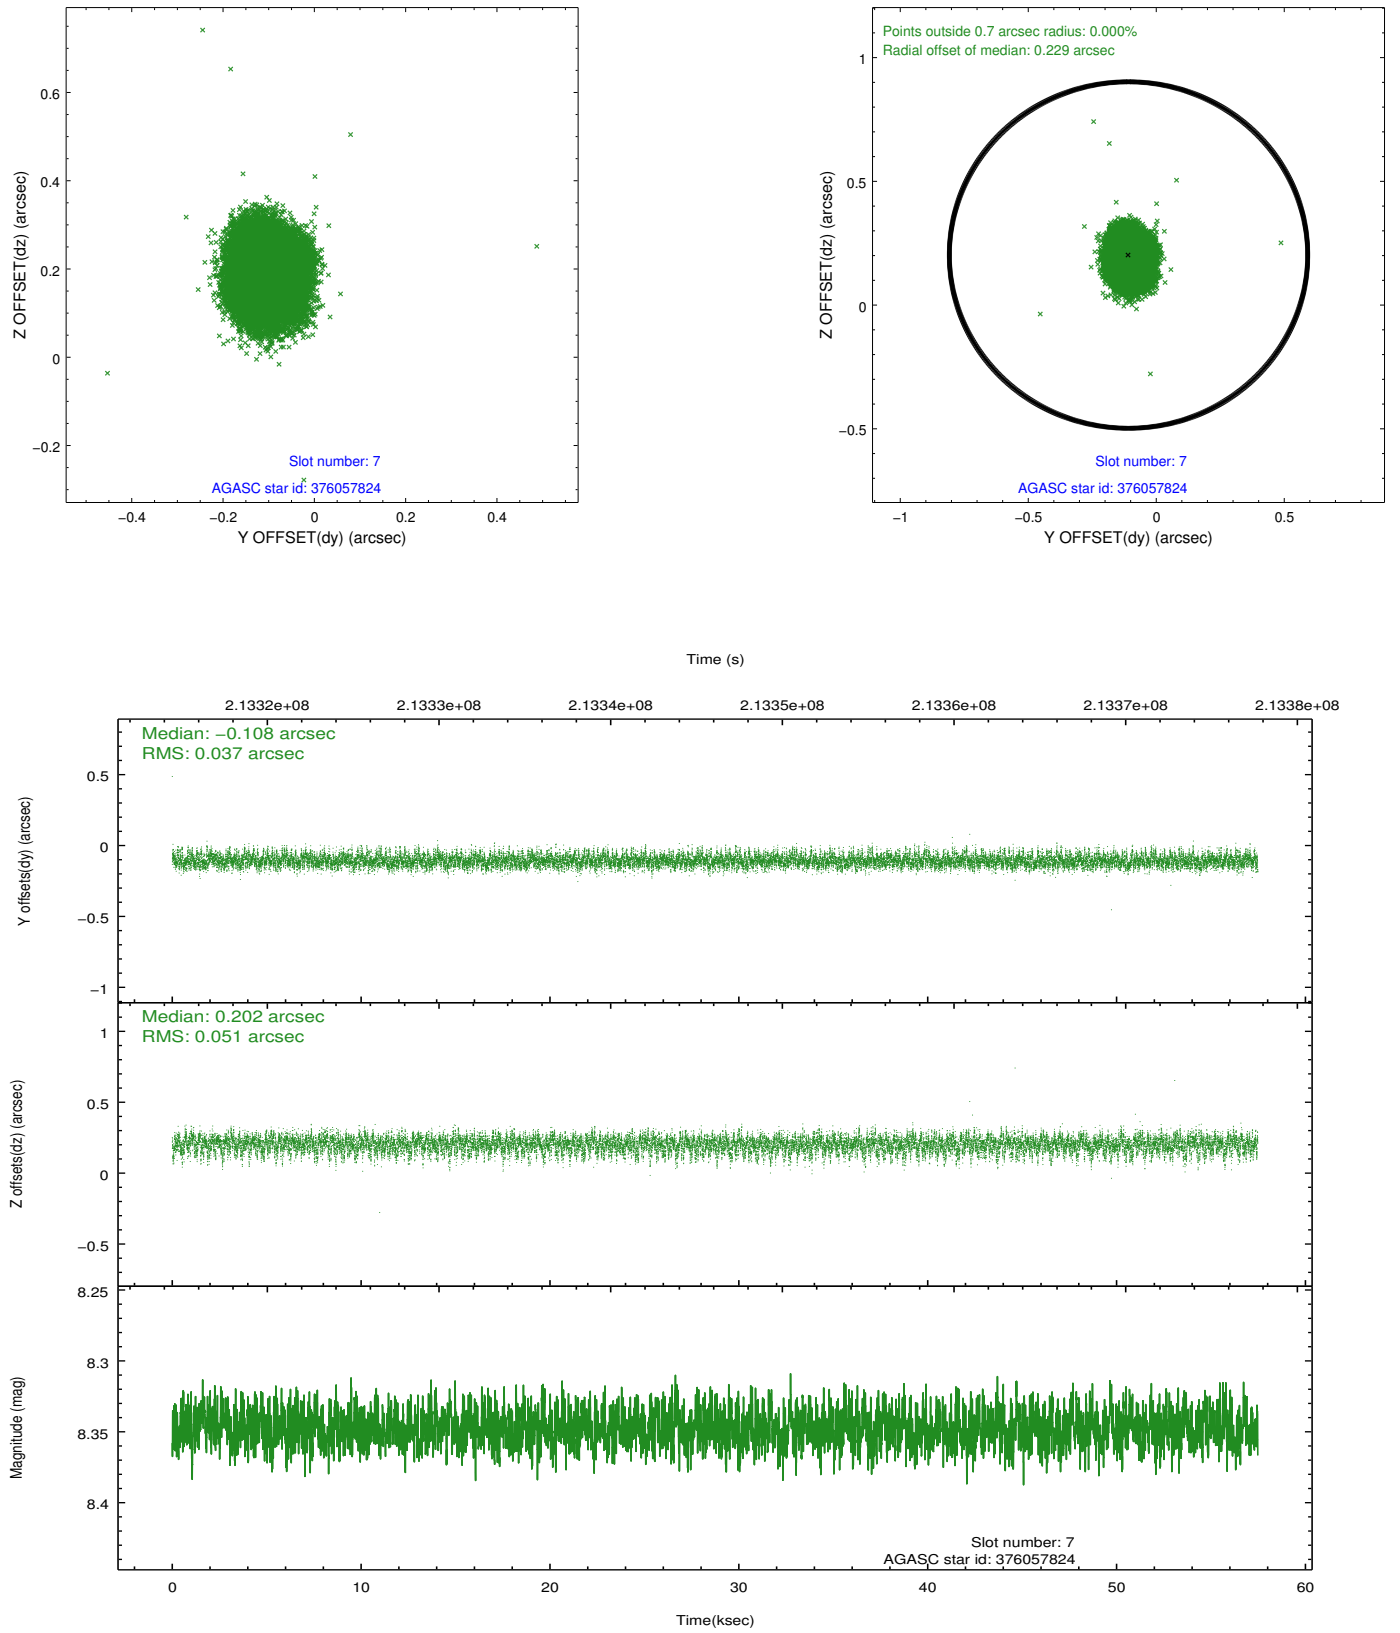 0.6
0.4
0.2
0
−0.2
Z OFFSET(dz) (arcsec)
Slot number: 7
AGASC star id: 376057824
−0.4 −0.2 0 0.2 0.4
Y OFFSET(dy) (arcsec)
Points outside 0.7 arcsec radius: 0.000%
Radial offset of median: 0.229 arcsec
1
0.5
0
−0.5
Z OFFSET(dz) (arcsec)
Slot number: 7
AGASC star id: 376057824
−1 −0.5 0 0.5
Y OFFSET(dy) (arcsec)
Time (s)
2.1332e+08 2.1333e+08 2.1334e+08 2.1335e+08 2.1336e+08 2.1337e+08 2.1338e+08
Median: −0.108 arcsec
RMS: 0.037 arcsec
0.5
0
−0.5
−1
Y offsets(dy) (arcsec)
Median: 0.202 arcsec
RMS: 0.051 arcsec
1
0.5
0
−0.5
Z offsets(dz) (arcsec)
8.25
8.3
8.35
8.4
Magnitude (mag)
Slot number: 7
AGASC star id: 376057824
0 10 20 30 40 50 60
Time(ksec)